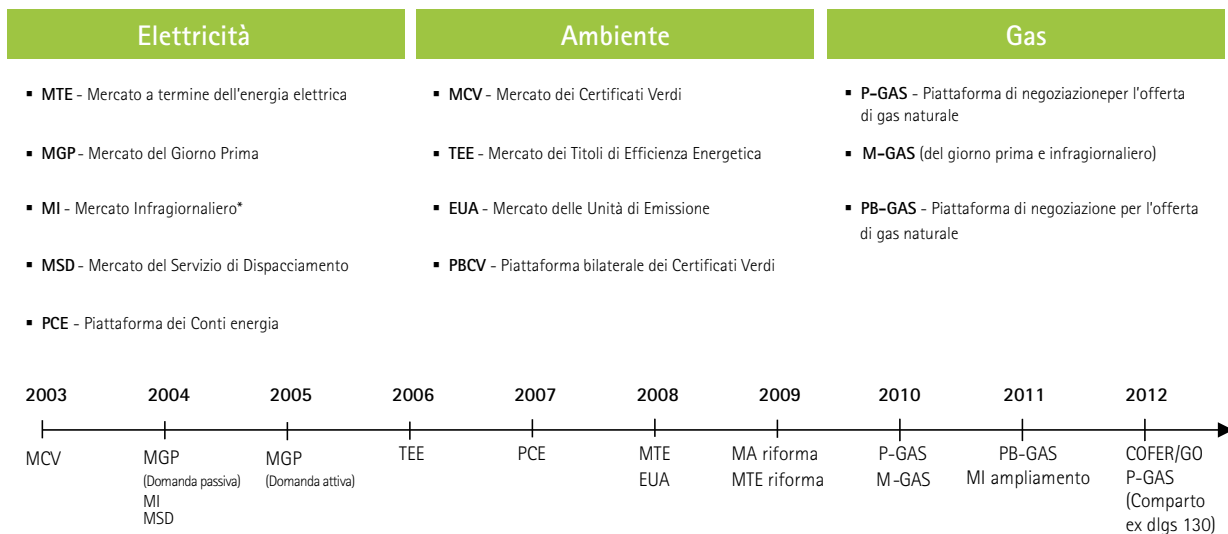 Elettricità
Ambiente
Gas
▪ MTE - Mercato a termine dell'energia elettrica
▪ MGP - Mercato del Giorno Prima
▪ MI - Mercato Infragiornaliero*
▪ MSD - Mercato del Servizio di Dispacciamento
▪ PCE - Piattaforma dei Conti energia
▪ MCV - Mercato dei Certificati Verdi
▪ TEE - Mercato dei Titoli di Efficienza Energetica
▪ EUA - Mercato delle Unità di Emissione
▪ PBCV - Piattaforma bilaterale dei Certificati Verdi
▪ P-GAS - Piattaforma di negoziazioneper l'offerta
di gas naturale
▪ M-GAS (del giorno prima e infragiornaliero)
▪ PB-GAS - Piattaforma di negoziazione per l'offerta
di gas naturale
2003 2004 2005 2006 2007 2008 2009 2010 2011 2012
MCV
MGP
(Domanda passiva)
MI
MSD
MGP
(Domanda attiva)
TEE
PCE
MTE
EUA
MA riforma
MTE riforma
P-GAS
M-GAS
PB-GAS
MI ampliamento
COFER/GO
P-GAS
(Comparto
ex dlgs 130)